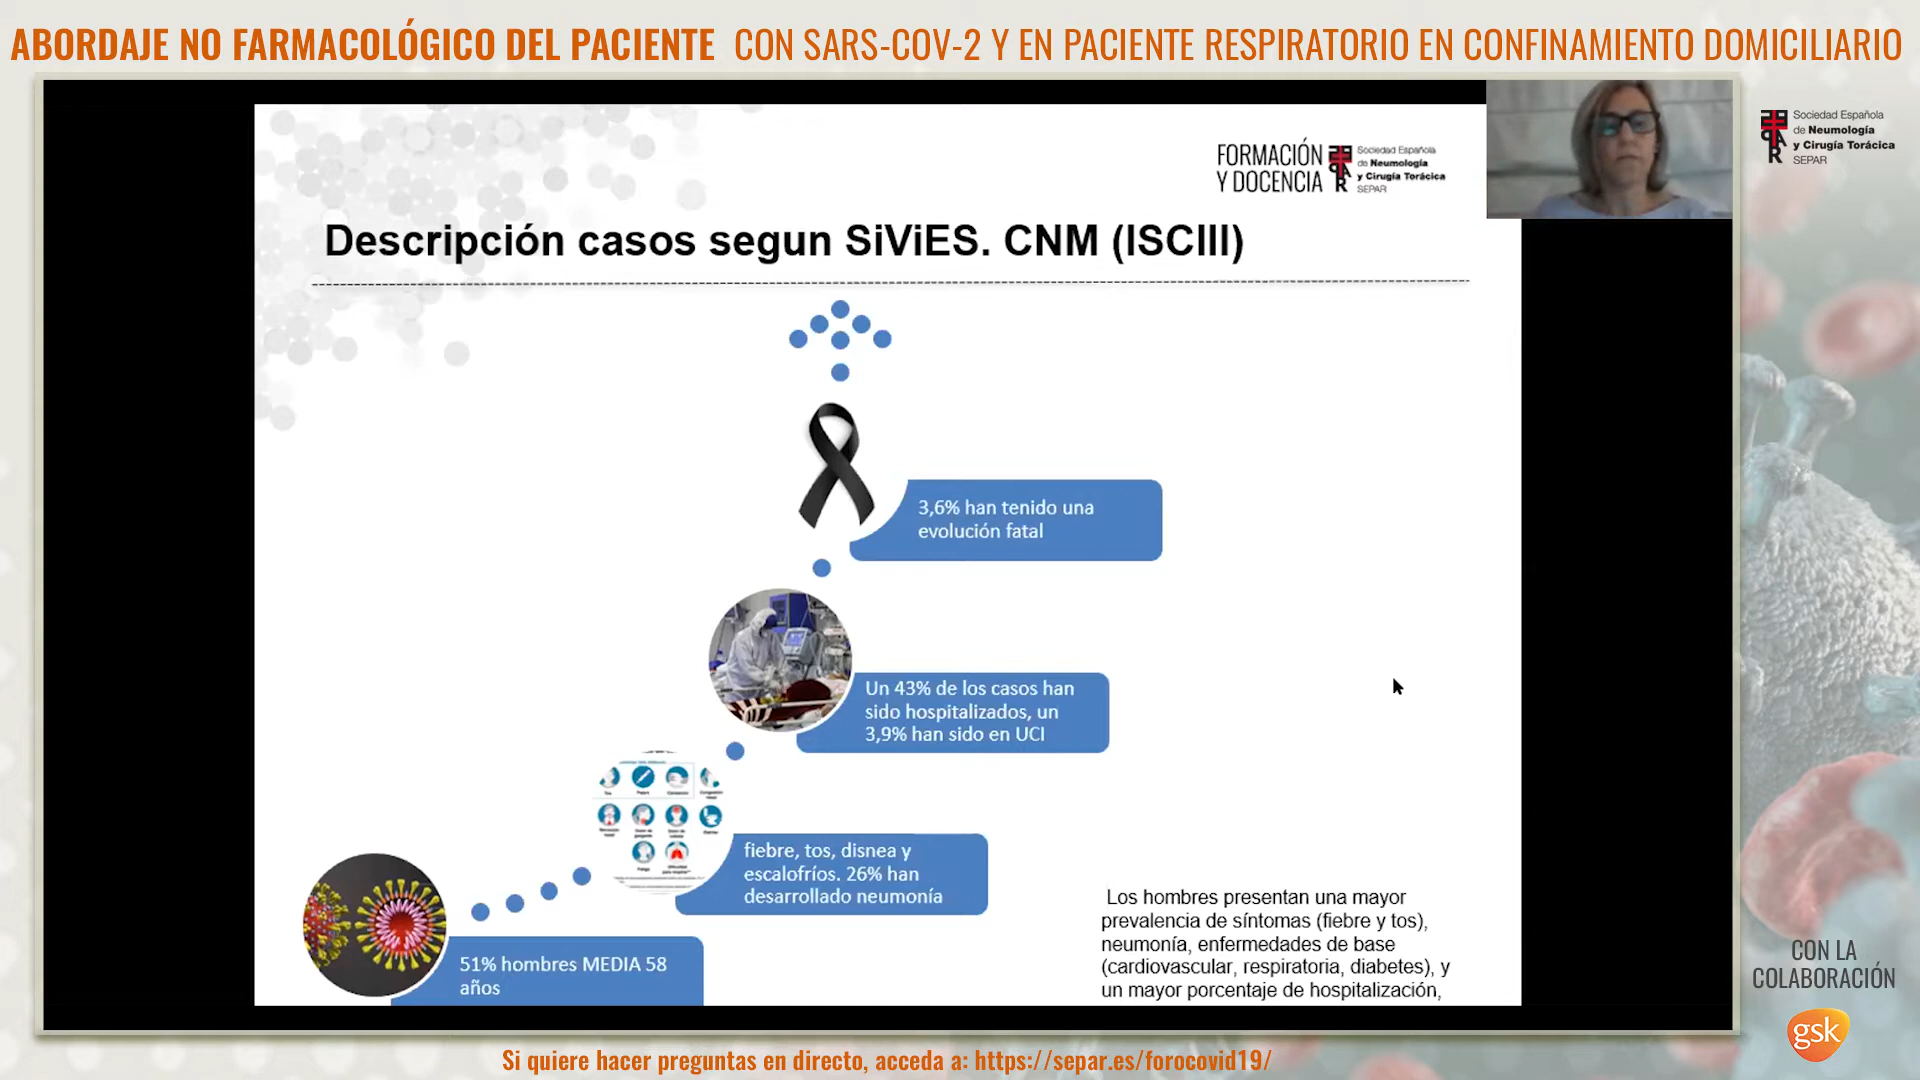 ABORDAJE NO FARMACOLÓGICO DEL PACIENTE CON SARS-COV-2 Y EN PACIENTE RESPIRATORIO EN CONFINAMIENTO DOMICILIARIO
Sociedad Española
de Neumología
y Cirugía Torácica
SEPAR
FORMACIÓN
Y DOCENCIA
Sociedad Española
de Neumología
y Cirugía Torácica
SEPAR
Descripción casos segun SiViES. CNM (ISCIII)
3,6% han tenido una
evolución fatal
Un 43% de los casos han
sido hospitalizados, un
3,9% han sido en UCI
fiebre, tos, disnea y
escalofríos. 26% han
desarrollado neumonía
51% hombres MEDIA 58
años
Los hombres presentan una mayor
prevalencia de síntomas (fiebre y tos),
neumonía, enfermedades de base
(cardiovascular, respiratoria, diabetes), y
un mayor porcentaje de hospitalización,
CON LA
COLABORACIÓN
gsk
Si quiere hacer preguntas en directo, acceda a: https://separ.es/forocovid19/